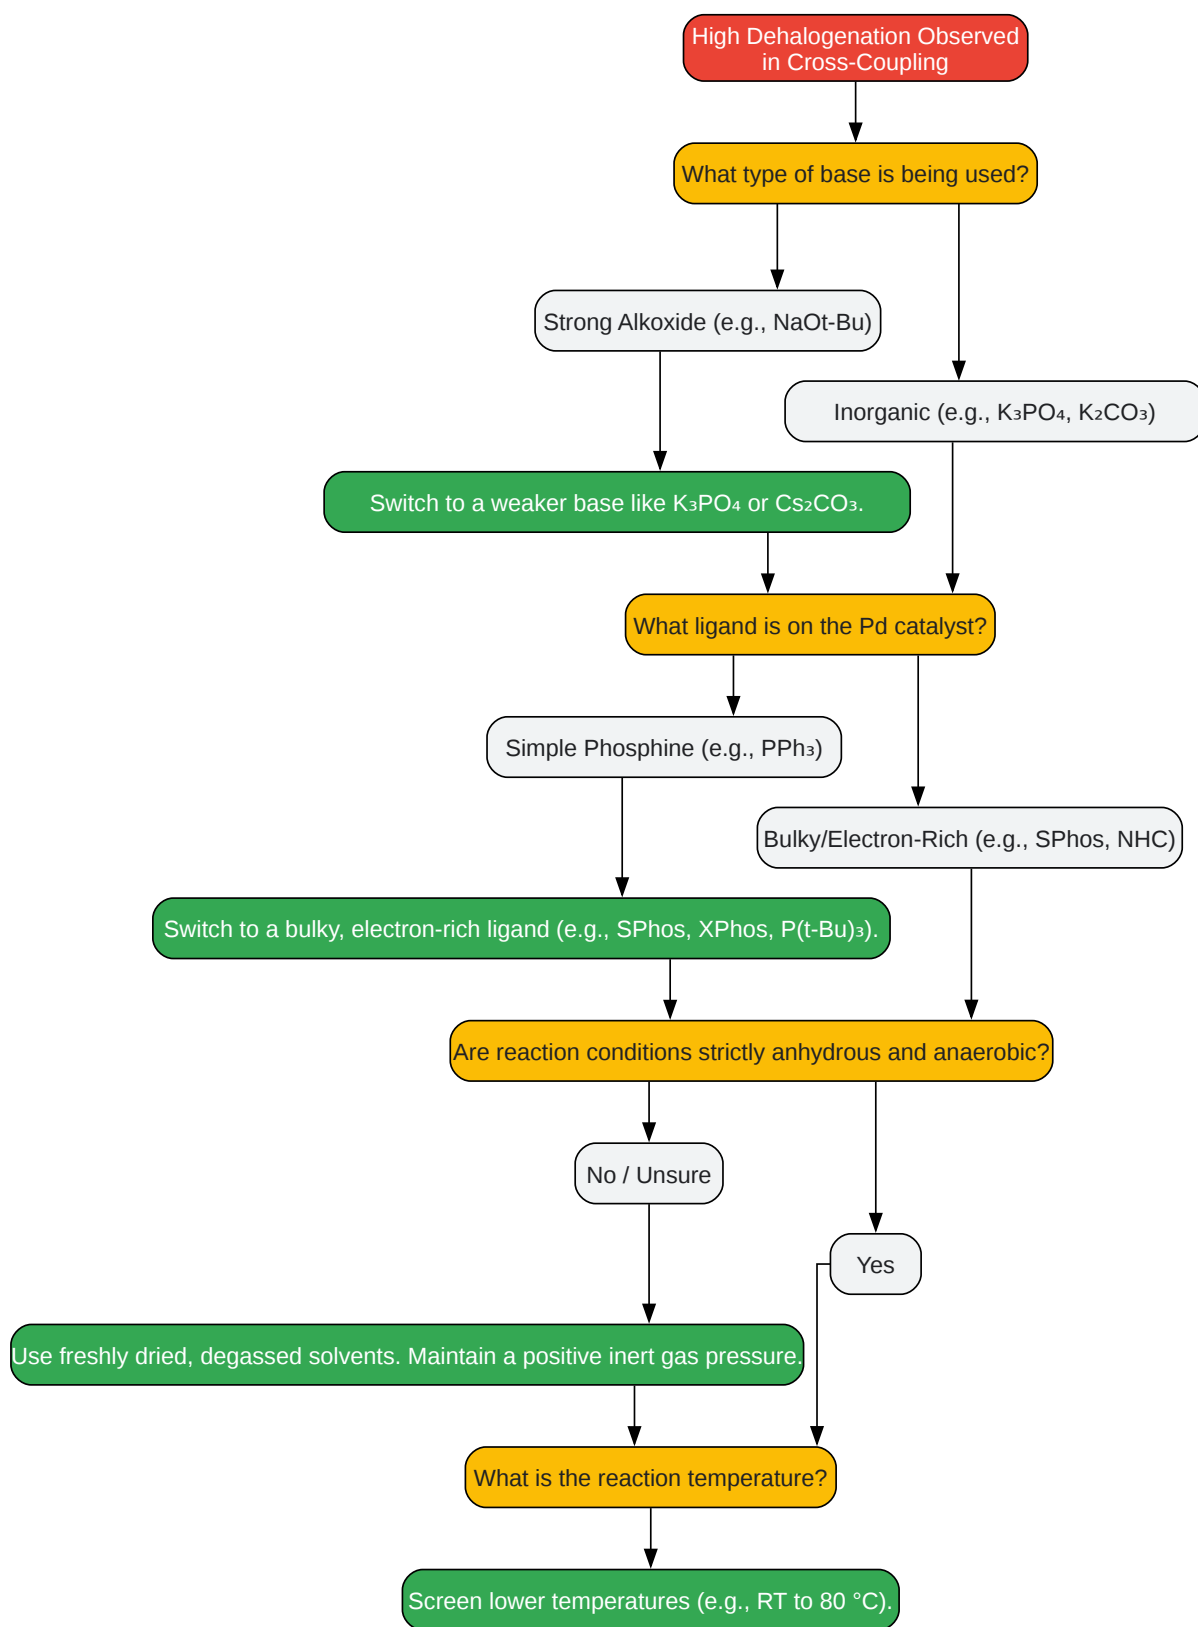 High Dehalogenation Observed
in Cross-Coupling
What type of base is being used?
Strong Alkoxide (e.g., NaOt-Bu)
Inorganic (e.g., K₃PO₄, K₂CO₃)
Switch to a weaker base like K₃PO₄ or Cs₂CO₃.
What ligand is on the Pd catalyst?
Simple Phosphine (e.g., PPh₃)
Bulky/Electron-Rich (e.g., SPhos, NHC)
Switch to a bulky, electron-rich ligand (e.g., SPhos, XPhos, P(t-Bu)₃).
Are reaction conditions strictly anhydrous and anaerobic?
No / Unsure
Yes
Use freshly dried, degassed solvents. Maintain a positive inert gas pressure.
What is the reaction temperature?
Screen lower temperatures (e.g., RT to 80 °C).